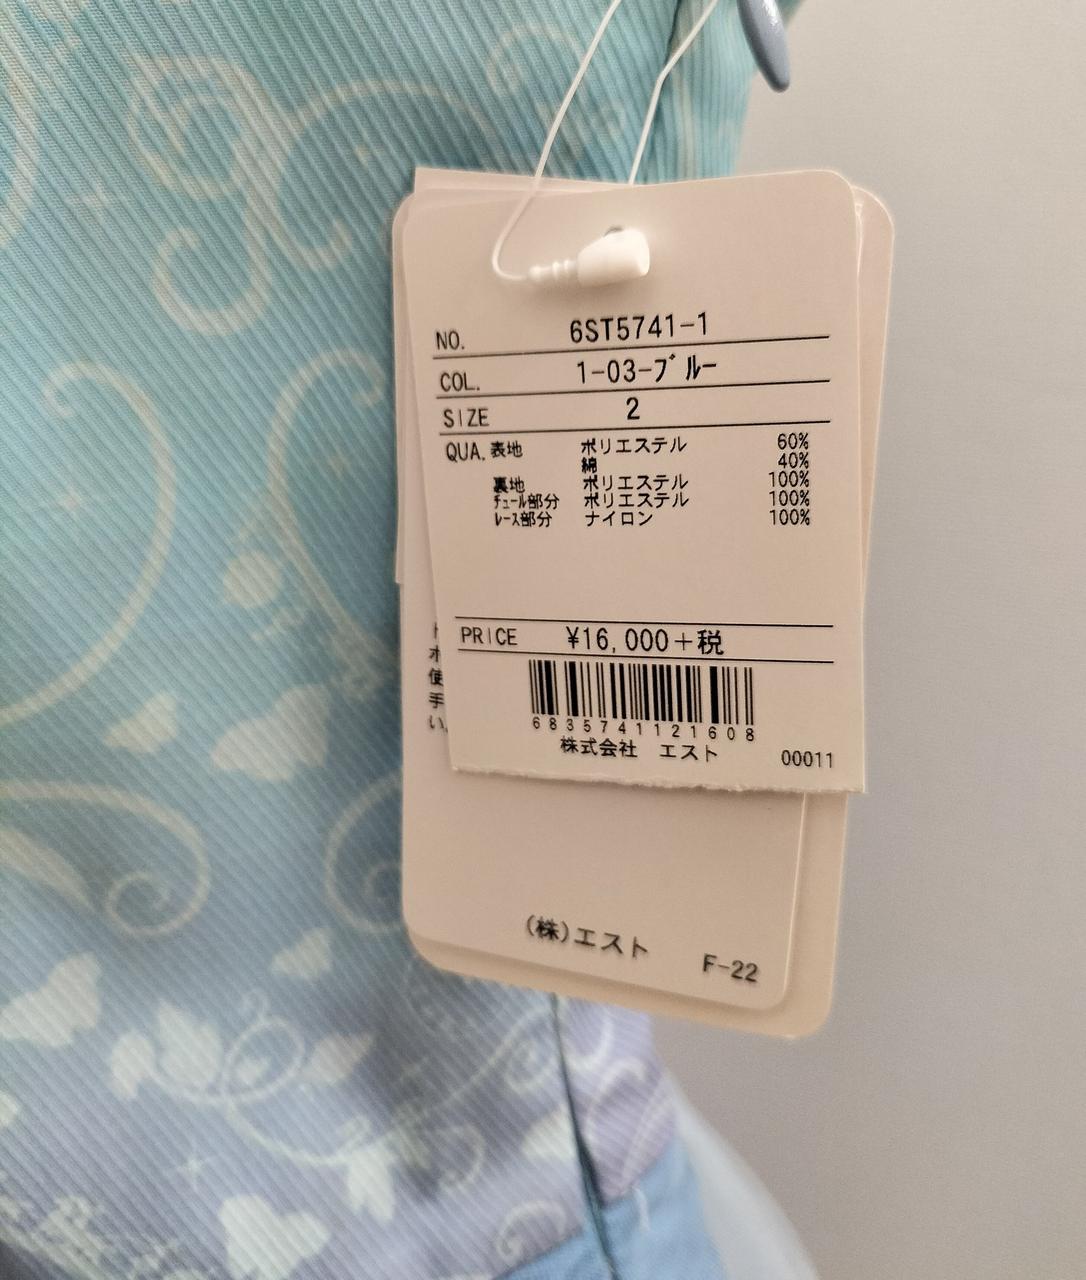 NO. 6ST5741-1
COL. 1-03-ﾌﾞﾙｰ
SIZE 2
QUA. 表地 ポリエステル 60%
綿 40%
裏地 ポリエステル 100%
ﾁｭｰﾙ部分 ポリエステル 100%
ﾚｰｽ部分 ナイロン 100%
PRICE ¥16,000+税
6835741121608
株式会社 エスト 00011
使
手
い。
(株)エスト
F-22